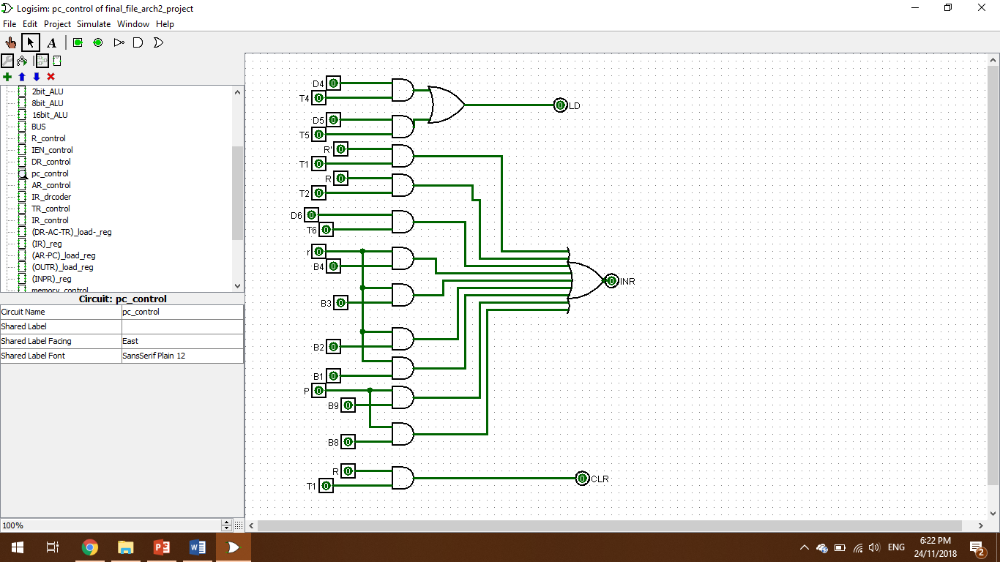 Logisim: pc_control of final_file_arch2_project
File Edit Project Simulate Window Help
A
2bit_ALU
8bit_ALU
16bit_ALU
BUS
R_control
IEN_control
DR_control
pc_control
AR_control
IR_drcoder
TR_control
IR_control
(DR-AC-TR)_load-_reg
(IR)_reg
(AR-PC)_load_reg
(OUTR)_load_reg
(INPR)_reg
memory_control
Circuit: pc_control
Circuit Name pc_control
Shared Label
Shared Label Facing East
Shared Label Font SansSerif Plain 12
100%
D4 0
T4 0
0 LD
D5 0
T5 0
R' 0
T1 0
R 0
T2 0
D6 0
T6 0
r 0
B4 0
0 INR
B3 0
B2 0
B1 0
P 0
B9 0
B8 0
R 0
0 CLR
T1 0
ENG
6:22 PM
24/11/2018
2